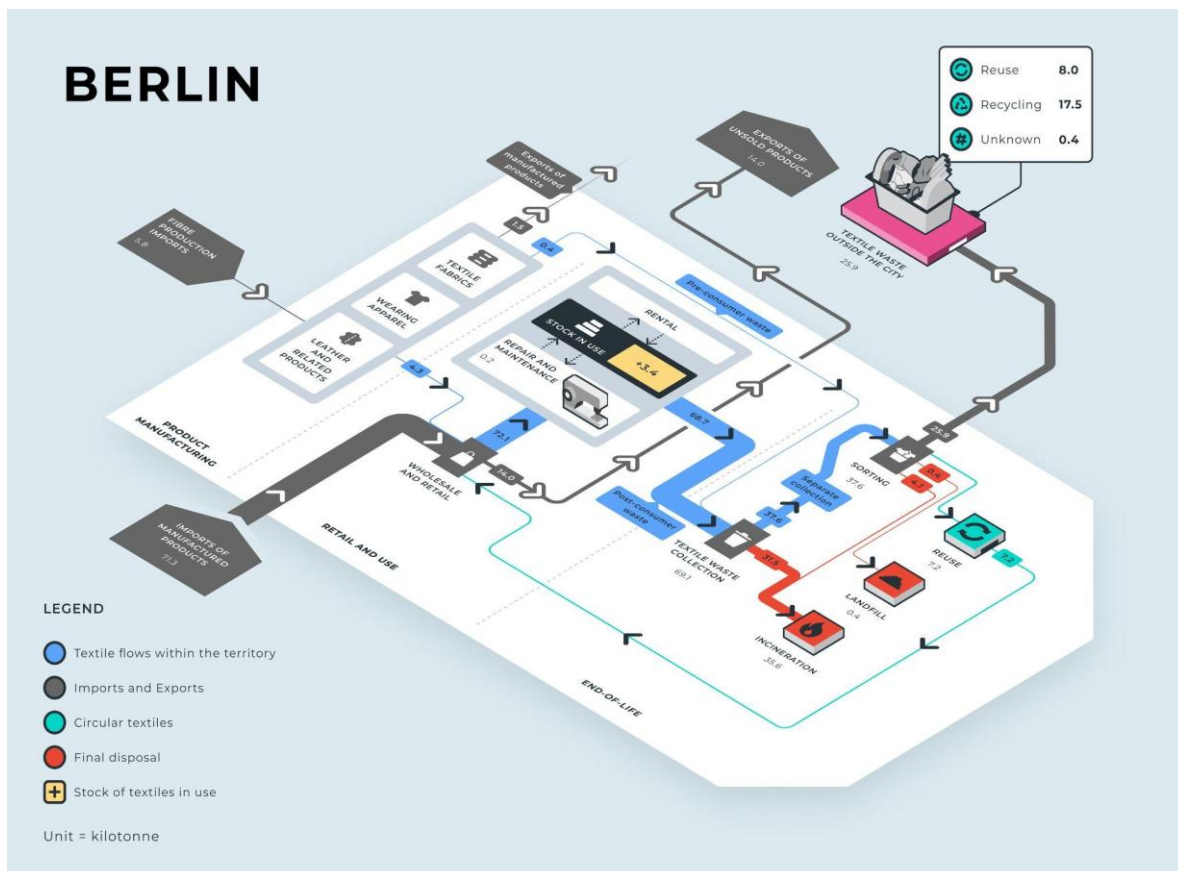 BERLIN
Reuse 8.0
Recycling 17.5
Unknown 0.4
EXPORTS OF
UNSOLD PRODUCTS
14.0
Exports of
manufactured
products
1.5
FIBRE
PRODUCTION
IMPORTS
5.8
TEXTILE
FABRICS
0.4
WEARING
APPAREL
LEATHER
AND
RELATED
PRODUCTS
4.3
TEXTILE WASTE
OUTSIDE THE CITY
25.9
Pre-consumer waste
RENTAL
STOCK IN USE
+3.4
REPAIR AND
MAINTENANCE
0.2
68.7
72.1
PRODUCT
MANUFACTURING
WHOLESALE
AND RETAIL
14.0
25.9
SORTING
37.6
0.4
4.1
Separate
collection
37.6
Post-consumer
waste
TEXTILE WASTE
COLLECTION
69.1
31.5
REUSE
7.2
7.2
LANDFILL
0.4
INCINERATION
35.6
IMPORTS OF
MANUFACTURED
PRODUCTS
71.3
RETAIL AND USE
END-OF-LIFE
LEGEND
Textile flows within the territory
Imports and Exports
Circular textiles
Final disposal
Stock of textiles in use
Unit = kilotonne